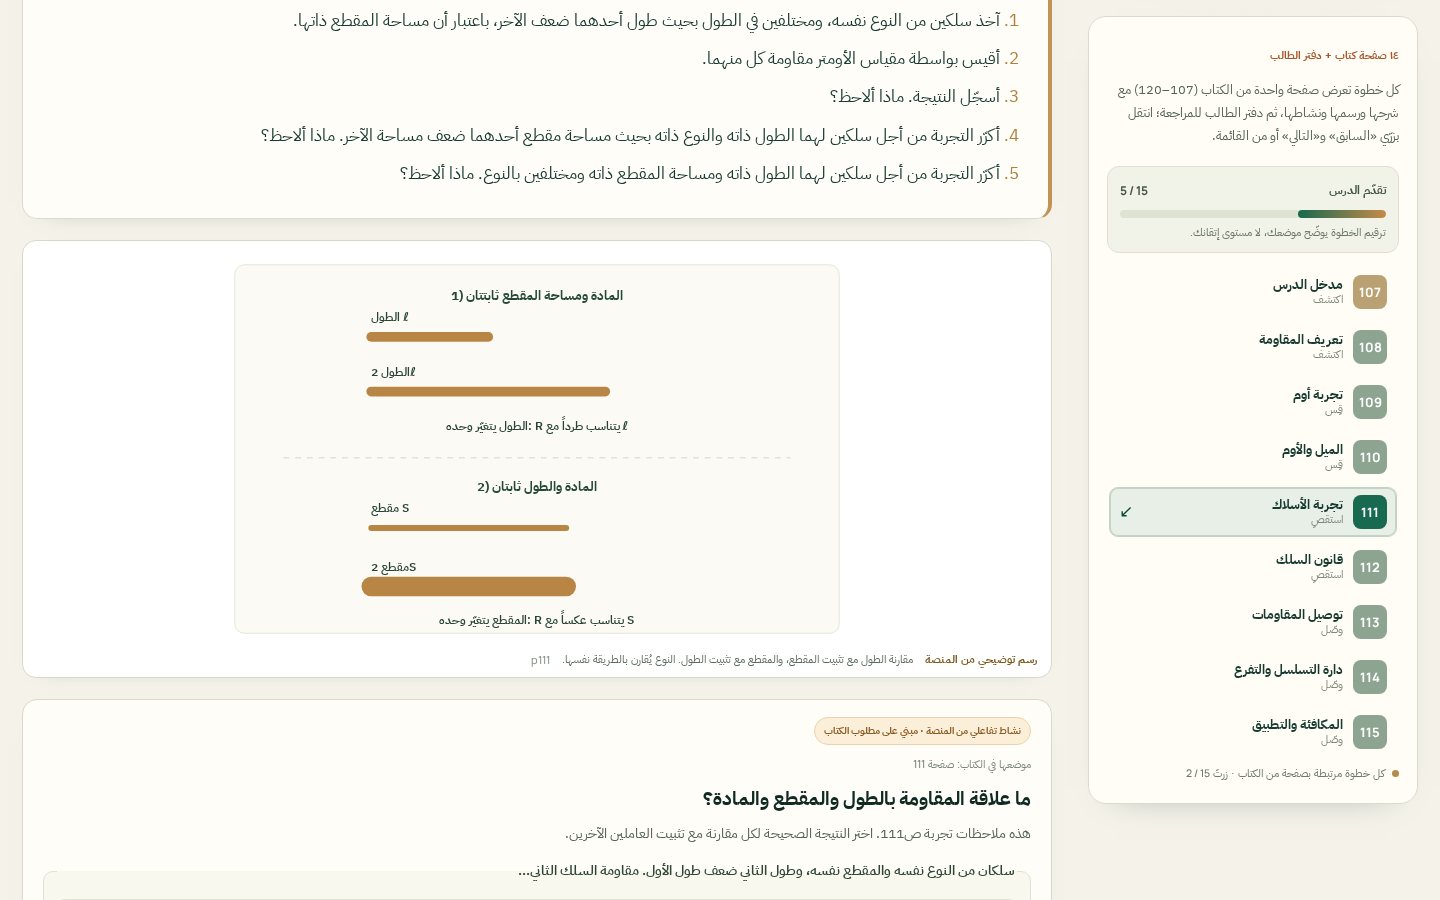 ١٤ صفحة كتاب + دفتر الطالب
كل خطوة تعرض صفحة واحدة من الكتاب (107–120) مع
شرحها ورسمها ونشاطها، ثم دفتر الطالب للمراجعة؛ انتقل
بزرّي «السابق» و«التالي» أو من القائمة.
تقدّم الدرس 5 / 15
ترقيم الخطوة يوضّح موضعك، لا مستوى إتقانك.
107 مدخل الدرس
اكتشف
108 تعريف المقاومة
اكتشف
109 تجربة أوم
قِس
110 الميل والأوم
قِس
111 تجربة الأسلاك ↙
استقصِ
112 قانون السلك
استقصِ
113 توصيل المقاومات
وصّل
114 دارة التسلسل والتفرع
وصّل
115 المكافئة والتطبيق
وصّل
كل خطوة مرتبطة بصفحة من الكتاب · زرتَ 15 / 2
1. آخذ سلكين من النوع نفسه، ومختلفين في الطول بحيث طول أحدهما ضعف الآخر، باعتبار أن مساحة المقطع ذاتها.
2. أقيس بواسطة مقياس الأومتر مقاومة كل منهما.
3. أسجّل النتيجة. ماذا ألاحظ؟
4. أكرّر التجربة من أجل سلكين لهما الطول ذاته والنوع ذاته بحيث مساحة مقطع أحدهما ضعف مساحة الآخر. ماذا ألاحظ؟
5. أكرّر التجربة من أجل سلكين لهما الطول ذاته ومساحة المقطع ذاته ومختلفين بالنوع. ماذا ألاحظ؟
المادة ومساحة المقطع ثابتتان (1
ℓ الطول
ℓالطول 2
ℓ يتناسب طرداً مع R :الطول يتغيّر وحده
المادة والطول ثابتان (2
S مقطع
Sمقطع 2
S يتناسب عكساً مع R :المقطع يتغيّر وحده
رسم توضيحي من المنصة مقارنة الطول مع تثبيت المقطع، والمقطع مع تثبيت الطول. النوع يُقارن بالطريقة نفسها. p111
نشاط تفاعلي من المنصة · مبني على مطلوب الكتاب
موضعها في الكتاب: صفحة 111
ما علاقة المقاومة بالطول والمقطع والمادة؟
هذه ملاحظات تجربة ص111. اختر النتيجة الصحيحة لكل مقارنة مع تثبيت العاملين الآخرين.
سلكان من النوع نفسه والمقطع نفسه، وطول الثاني ضعف طول الأول. مقاومة السلك الثاني...